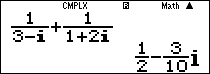 CMPLX R Math ▲
1/(3-i) + 1/(1+2i)
1/2 - 3/10 i